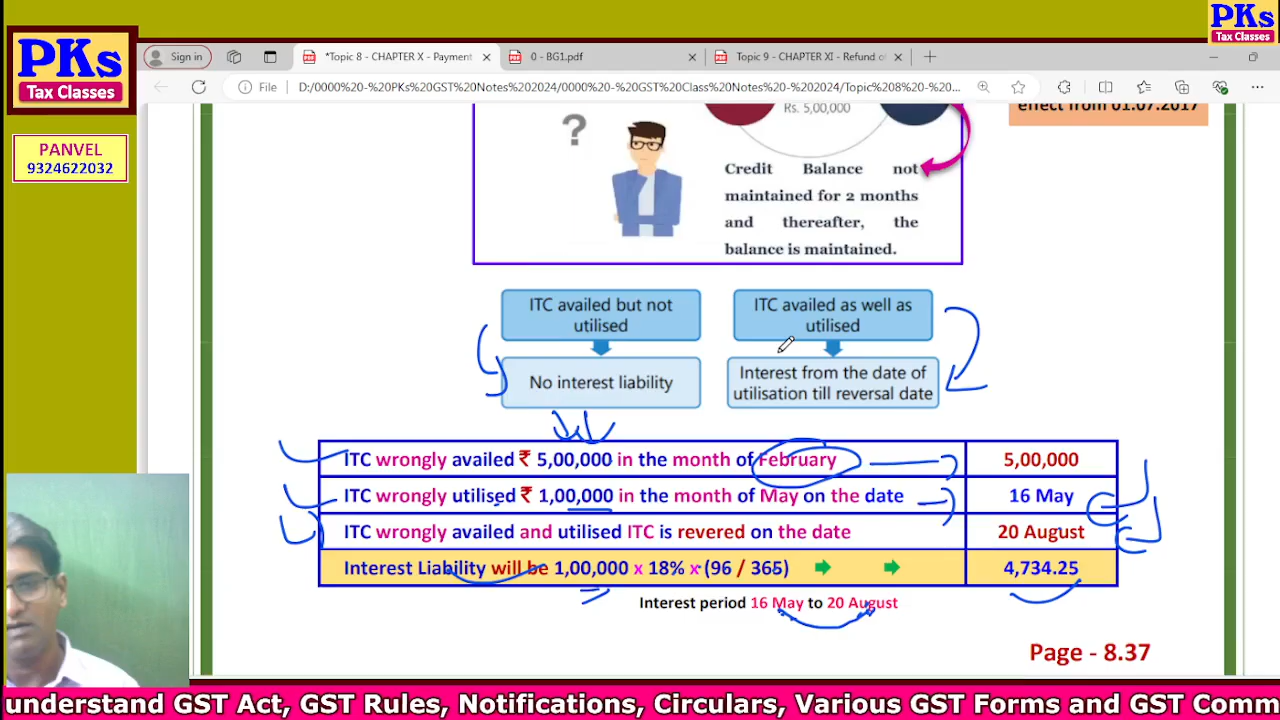 PKs
Tax Classes
PKs
Tax Classes
PANVEL
9324622032
Sign in
*Topic 8 - CHAPTER X - Payment
0 - BG1.pdf
Topic 9 - CHAPTER XI - Refund of
File
D:/0000%20-%20PKs%20GST%20Notes%202024/0000%20-%20GST%20Class%20Notes%20-%202024/Topic%208%20-%20...
effect from 01.07.2017
Rs. 5,00,000
?
Credit Balance not
maintained for 2 months
and thereafter, the
balance is maintained.
ITC availed but not
utilised
ITC availed as well as
utilised
No interest liability
Interest from the date of
utilisation till reversal date
ITC wrongly availed ₹ 5,00,000 in the month of February 5,00,000
ITC wrongly utilised ₹ 1,00,000 in the month of May on the date 16 May
ITC wrongly availed and utilised ITC is revered on the date 20 August
Interest Liability will be 1,00,000 x 18% x (96 / 365) 4,734.25
Interest period 16 May to 20 August
Page - 8.37
understand GST Act, GST Rules, Notifications, Circulars, Various GST Forms and GST Comm